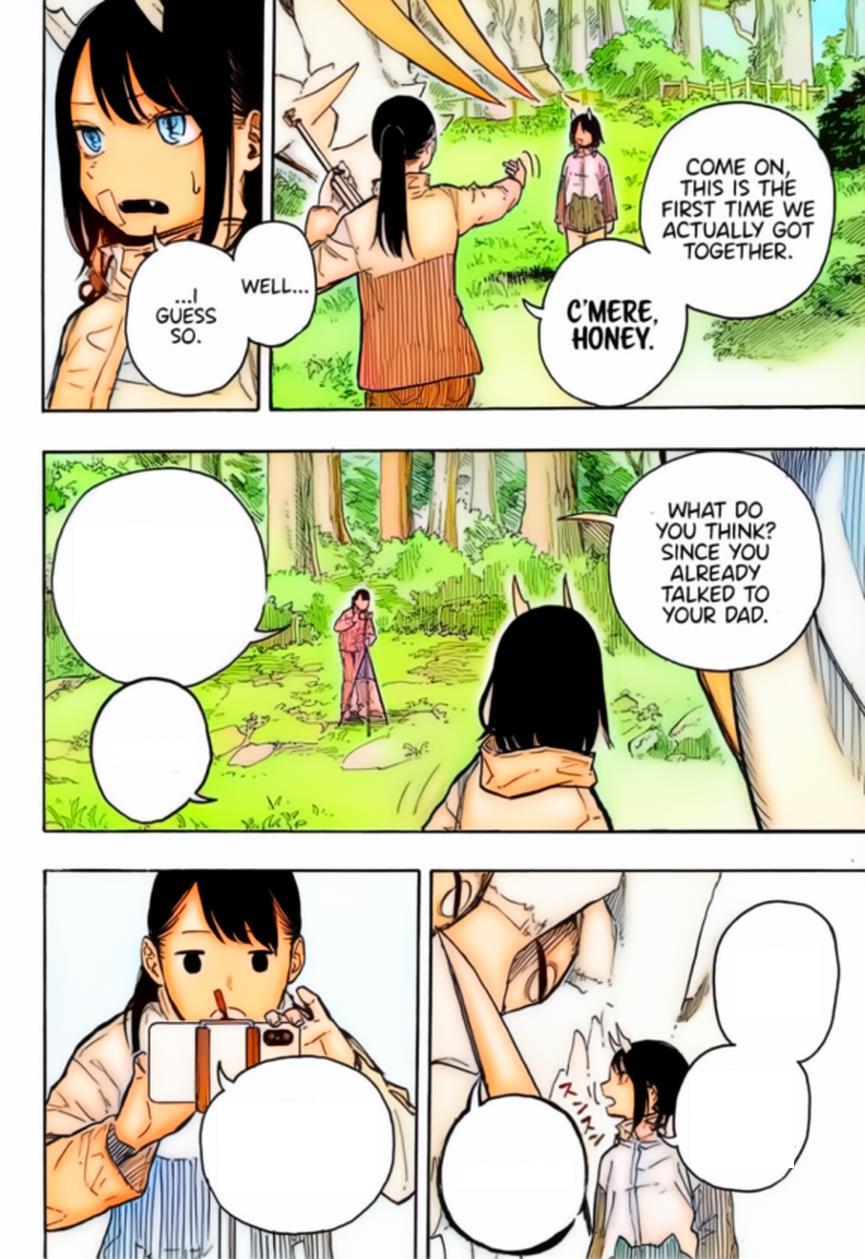 COME ON,
THIS IS THE
FIRST TIME WE
ACTUALLY GOT
TOGETHER.
C'MERE,
HONEY.
WELL...
...I
GUESS
SO.
WHAT DO
YOU THINK?
SINCE YOU
ALREADY
TALKED TO
YOUR DAD.